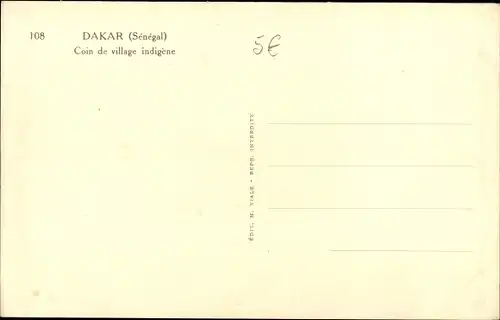 108 DAKAR (Sénégal)
Coin de village indigène
5€
ÉDIT. M. VIALE - REPR. INTERDITE